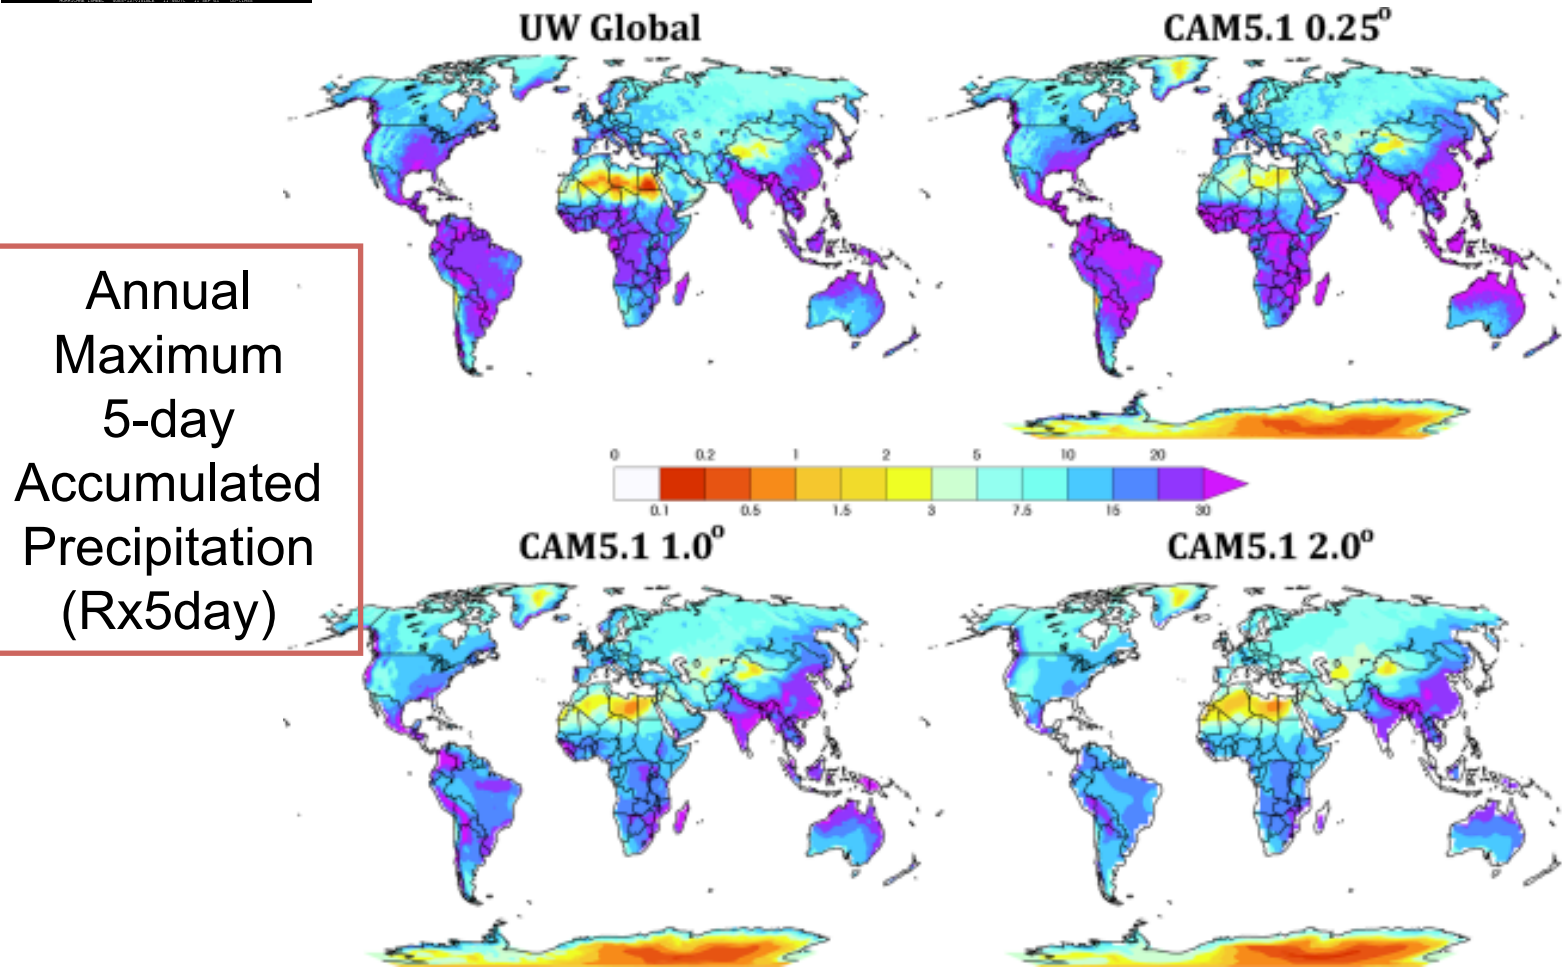 UW Global
CAM5.1 0.25°
Annual
Maximum
5-day
Accumulated
Precipitation
(Rx5day)
0 0.2 1 2 5 10 20
0.1 0.5 1.5 3 7.5 15 30
CAM5.1 1.0°
CAM5.1 2.0°